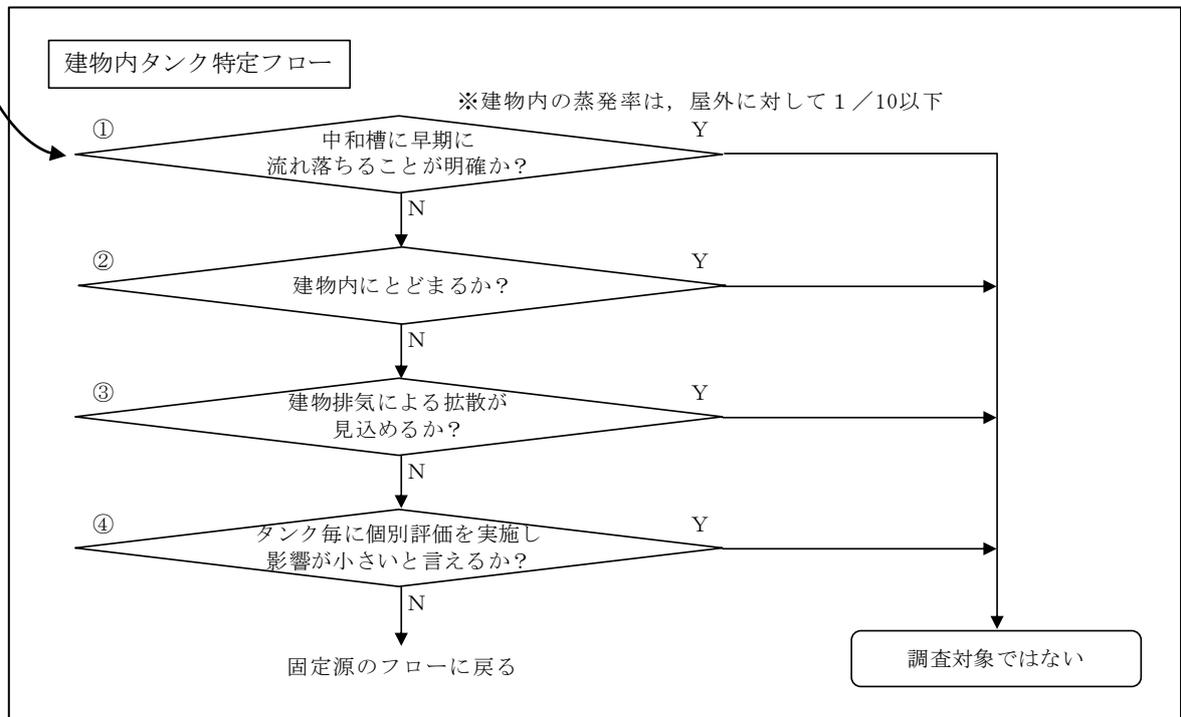 建物内タンク特定フロー
※建物内の蒸発率は，屋外に対して１／10以下
①
Y
中和槽に早期に
流れ落ちることが明確か？
N
②
Y
建物内にとどまるか？
N
③
Y
建物排気による拡散が
見込めるか？
N
④
Y
タンク毎に個別評価を実施し
影響が小さいと言えるか？
N
固定源のフローに戻る
調査対象ではない